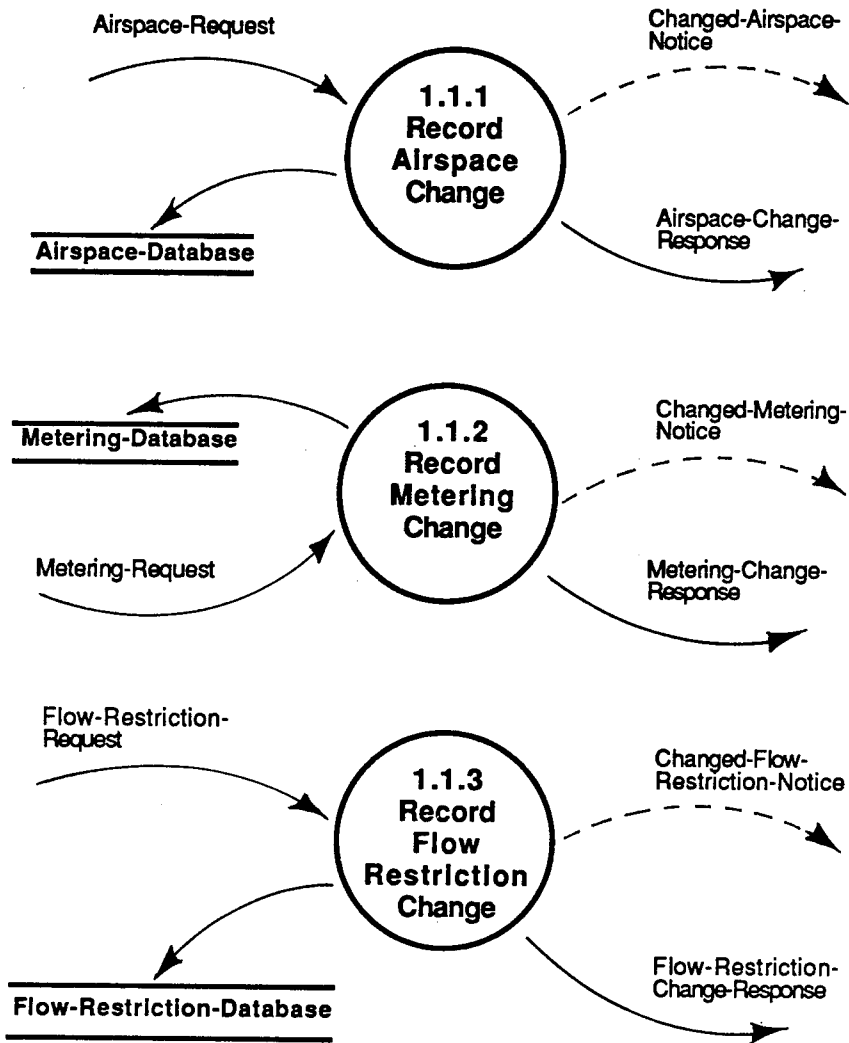 Airspace-Request
Changed-Airspace-
Notice
1.1.1
Record
Airspace
Change
Airspace-Database
Airspace-Change-
Response
Metering-Database
1.1.2
Record
Metering
Change
Changed-Metering-
Notice
Metering-Request
Metering-Change-
Response
Flow-Restriction-
Request
1.1.3
Record
Flow
Restriction
Change
Changed-Flow-
Restriction-Notice
Flow-Restriction-Database
Flow-Restriction-
Change-Response